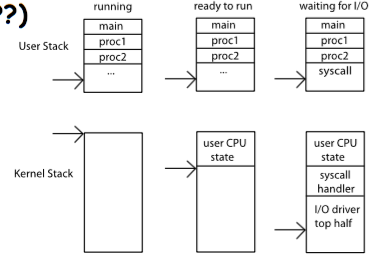 ??)
running
ready to run
waiting for I/O
User Stack
main
proc1
proc2
...
main
proc1
proc2
...
main
proc1
proc2
syscall
Kernel Stack
user CPU
state
user CPU
state
syscall
handler
I/O driver
top half